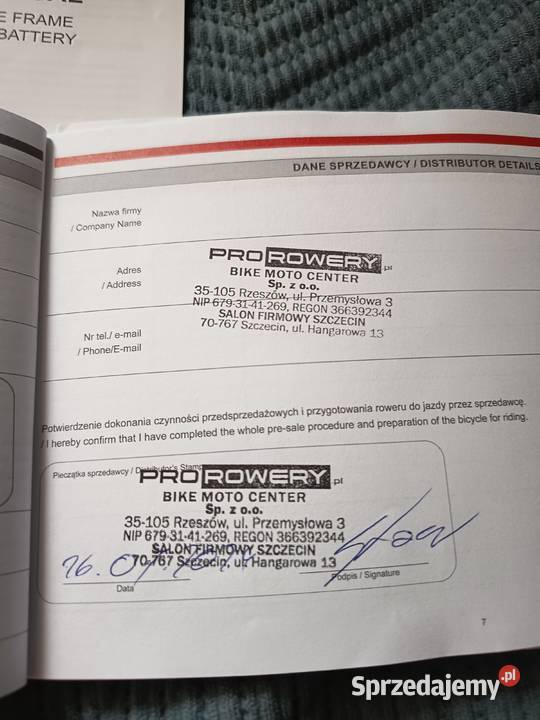 E FRAME
BATTERY
DANE SPRZEDAWCY / DISTRIBUTOR DETAILS
Nazwa firmy
/ Company Name
Adres
/ Address
Nr tel./ e-mail
/ Phone/E-mail
PROROWERY.pl
BIKE MOTO CENTER
Sp. z o.o.
35-105 Rzeszów, ul. Przemysłowa 3
NIP 679-31-41-269, REGON 366392344
SALON FIRMOWY SZCZECIN
70-767 Szczecin, ul. Hangarowa 13
Potwierdzenie dokonania czynności przedsprzedażowych i przygotowania roweru do jazdy przez sprzedawcę.
/ I hereby confirm that I have completed the whole pre-sale procedure and preparation of the bicycle for riding.
Pieczątka sprzedawcy / Distributor's Stamp
PROROWERY.pl
BIKE MOTO CENTER
Sp. z o.o.
35-105 Rzeszów, ul. Przemysłowa 3
NIP 679-31-41-269, REGON 366392344
SALON FIRMOWY SZCZECIN
70-767 Szczecin, ul. Hangarowa 13
Data
Podpis / Signature
7
Sprzedajemy.pl